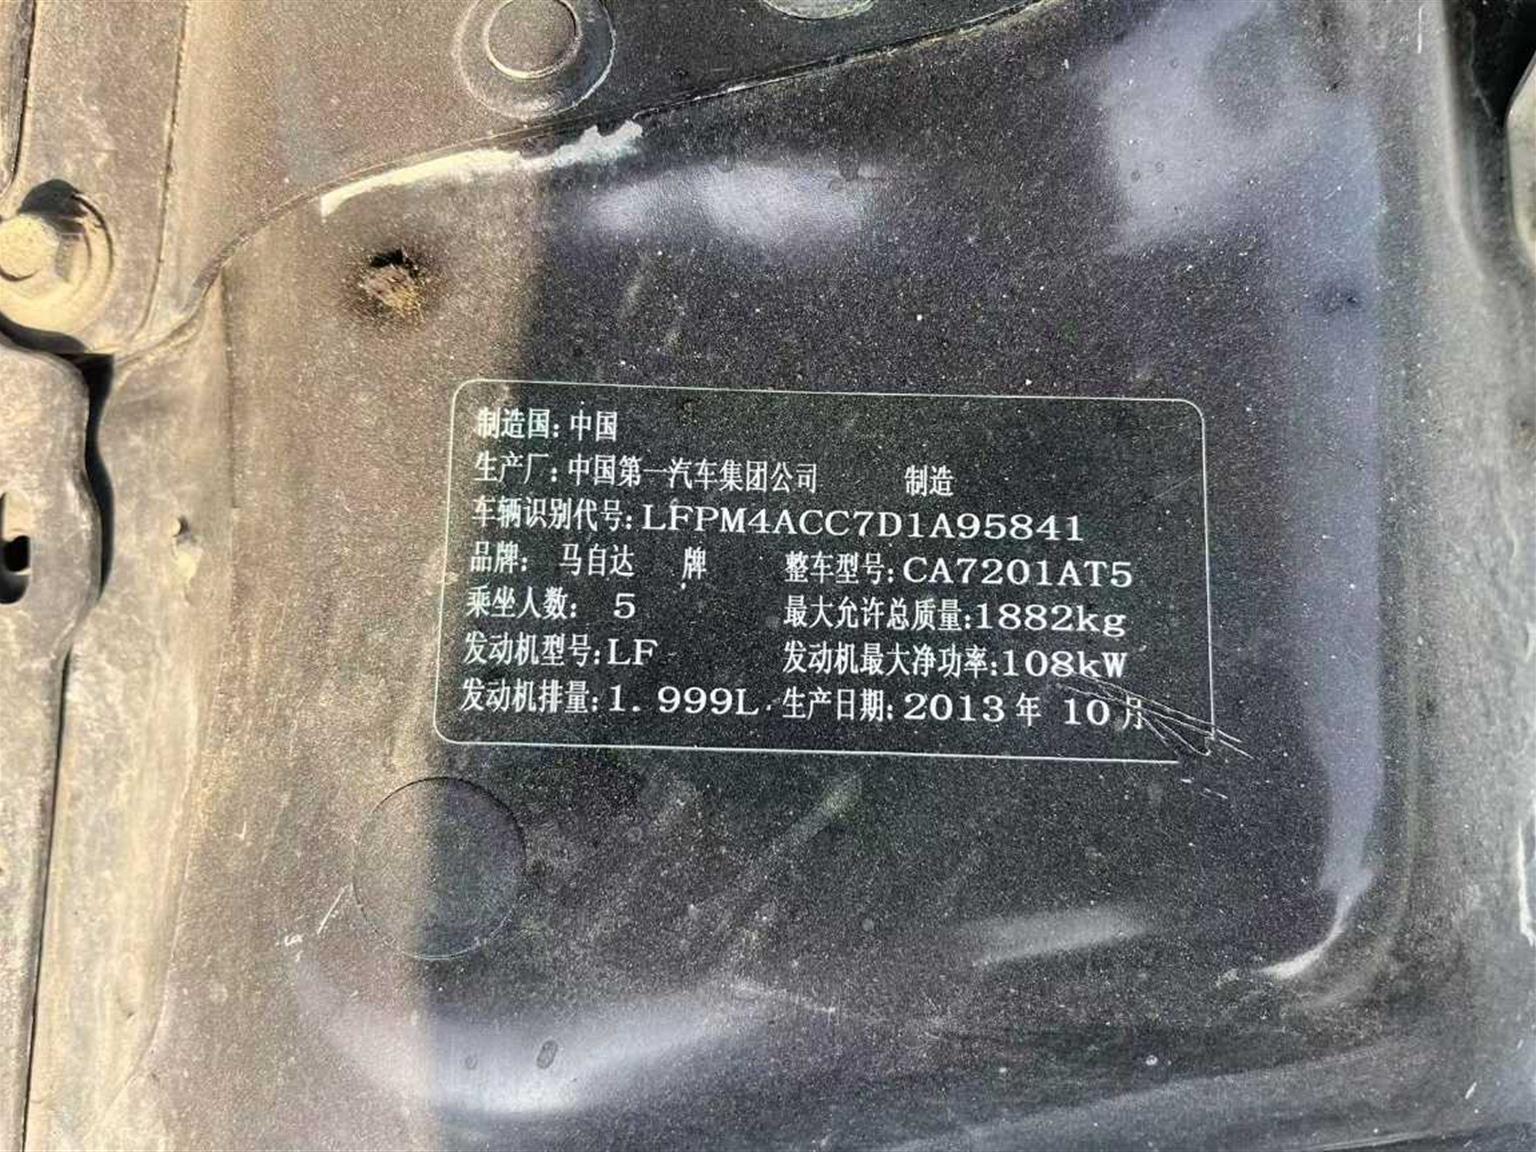 制造国：中国
生产厂：中国第一汽车集团公司 制造
车辆识别代号：LFPM4ACC7D1A95841
品牌： 马自达 牌 整车型号：CA7201AT5
乘坐人数： 5 最大允许总质量：1882kg
发动机型号：LF 发动机最大净功率：108kW
发动机排量：1. 999L 生产日期：2013年 10月